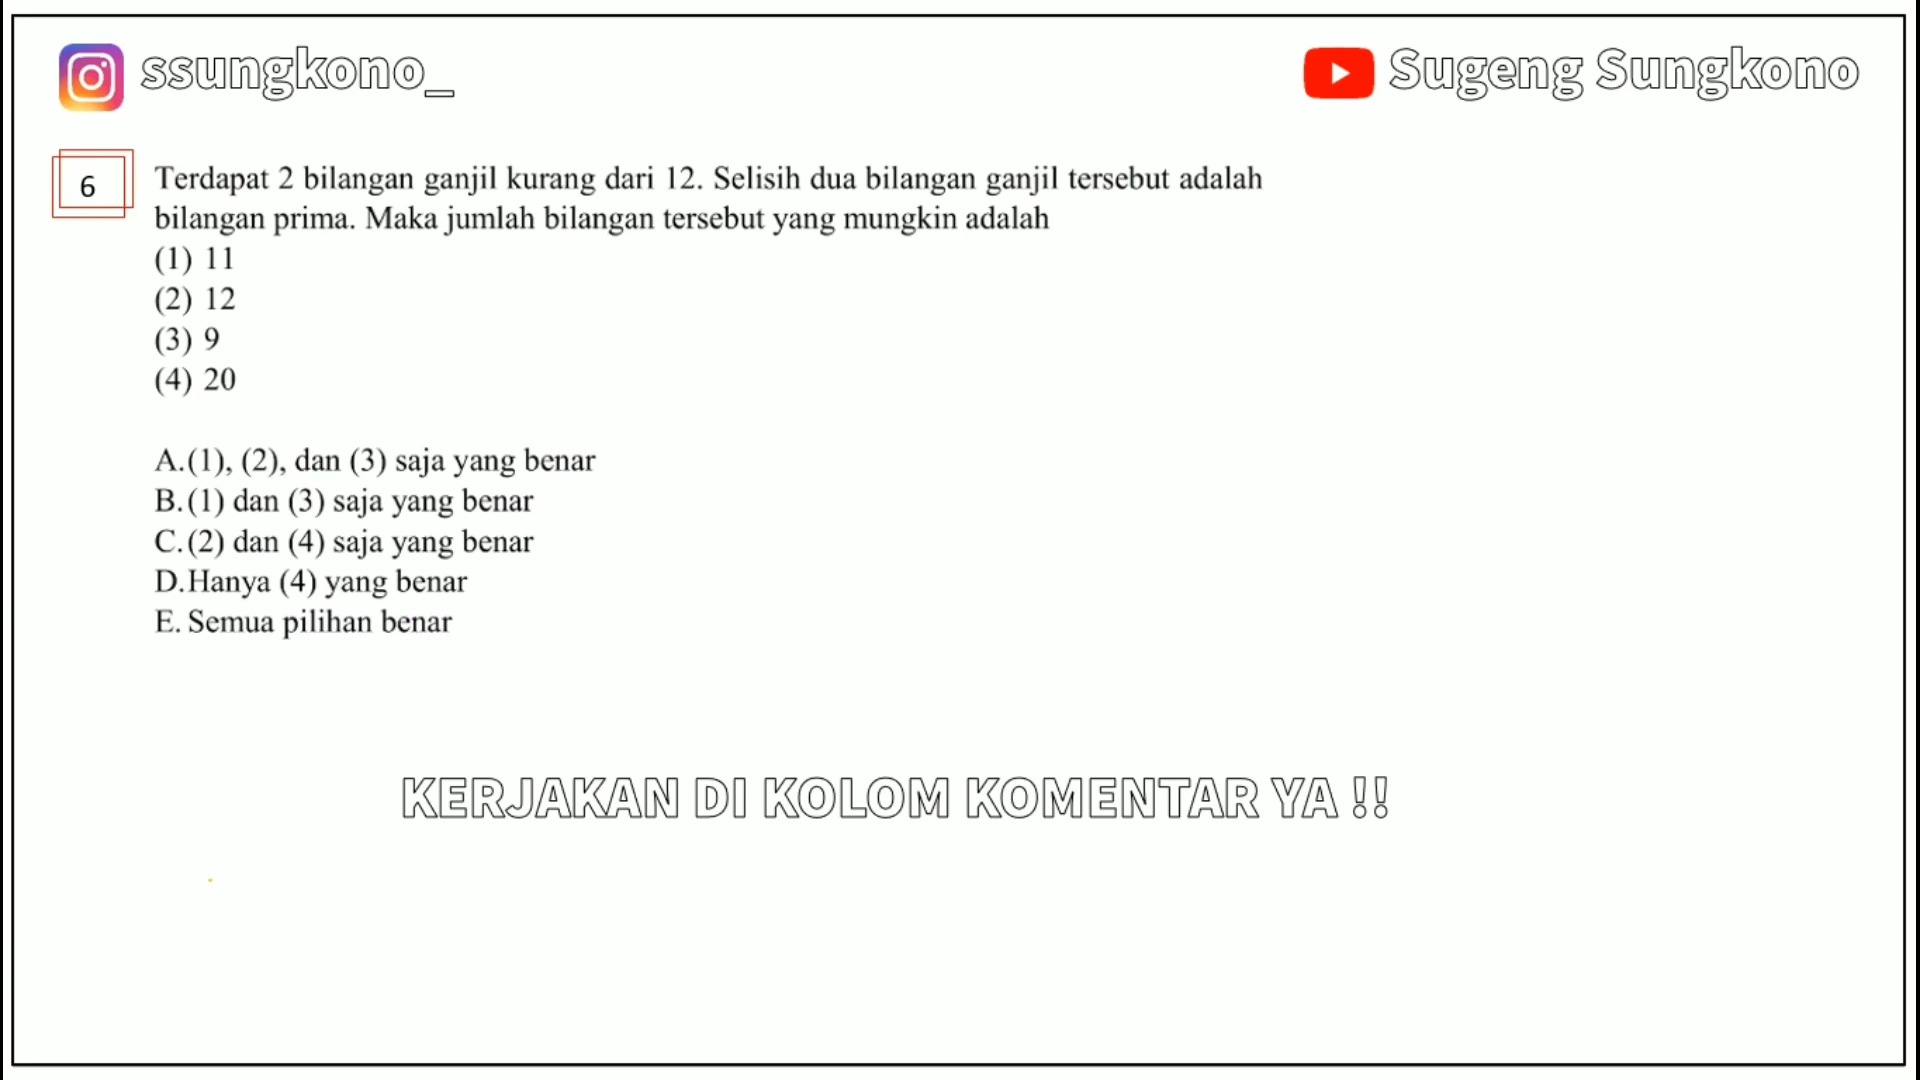 ssungkono_
Sugeng Sungkono
6
Terdapat 2 bilangan ganjil kurang dari 12. Selisih dua bilangan ganjil tersebut adalah
bilangan prima. Maka jumlah bilangan tersebut yang mungkin adalah
(1) 11
(2) 12
(3) 9
(4) 20
A.(1), (2), dan (3) saja yang benar
B.(1) dan (3) saja yang benar
C.(2) dan (4) saja yang benar
D.Hanya (4) yang benar
E. Semua pilihan benar
KERJAKAN DI KOLOM KOMENTAR YA !!